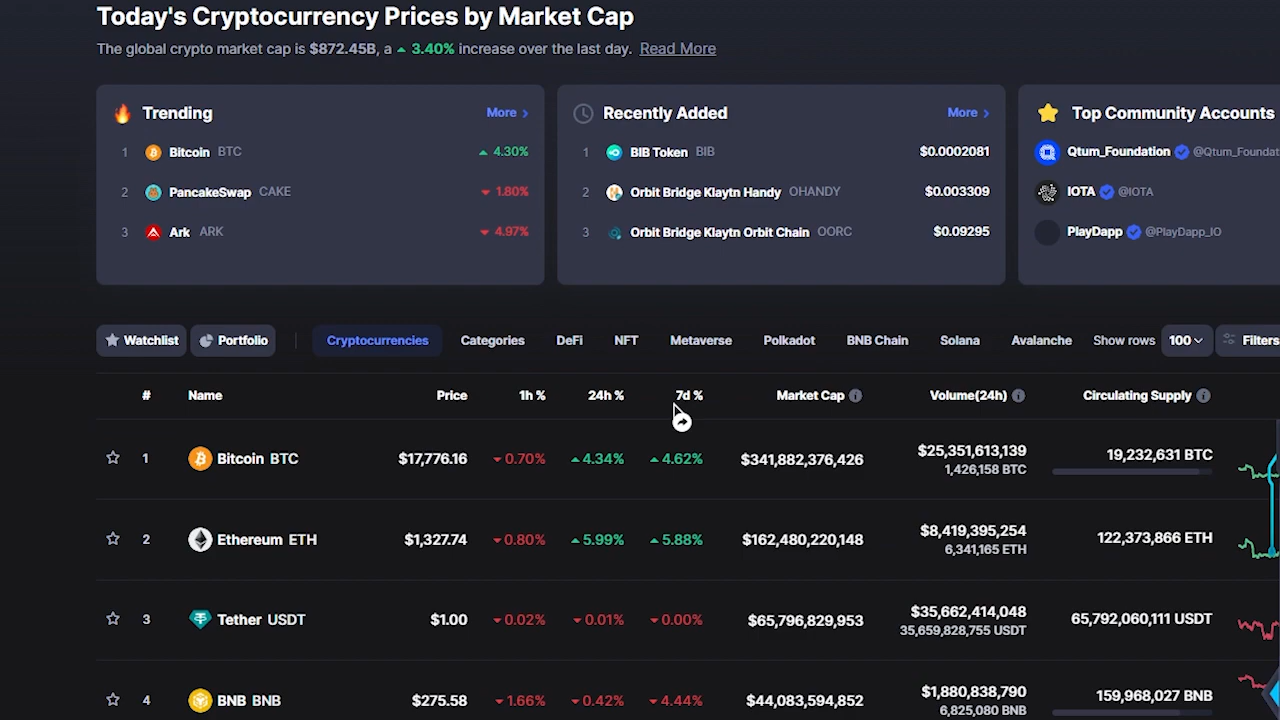 Today's Cryptocurrency Prices by Market Cap
The global crypto market cap is $872.45B, a 3.40% increase over the last day. Read More
Trending More
1 Bitcoin BTC 4.30%
2 PancakeSwap CAKE 1.80%
3 Ark ARK 4.97%
Recently Added More
1 BIB Token BIB $0.0002081
2 Orbit Bridge Klaytn Handy OHANDY $0.003309
3 Orbit Bridge Klaytn Orbit Chain OORC $0.09295
Top Community Accounts
Qtum_Foundation @Qtum_Foundat
IOTA @IOTA
PlayDapp @PlayDapp_IO
Watchlist Portfolio Cryptocurrencies Categories DeFi NFT Metaverse Polkadot BNB Chain Solana Avalanche Show rows 100 Filters
# Name Price 1h % 24h % 7d % Market Cap Volume(24h) Circulating Supply
1 Bitcoin BTC $17,776.16 0.70% 4.34% 4.62% $341,882,376,426 $25,351,613,139 19,232,631 BTC
1,426,158 BTC
2 Ethereum ETH $1,327.74 0.80% 5.99% 5.88% $162,480,220,148 $8,419,395,254 122,373,866 ETH
6,341,165 ETH
3 Tether USDT $1.00 0.02% 0.01% 0.00% $65,796,829,953 $35,662,414,048 65,792,060,111 USDT
35,659,828,755 USDT
4 BNB BNB $275.58 1.66% 0.42% 4.44% $44,083,594,852 $1,880,838,790 159,968,027 BNB
6,825,080 BNB